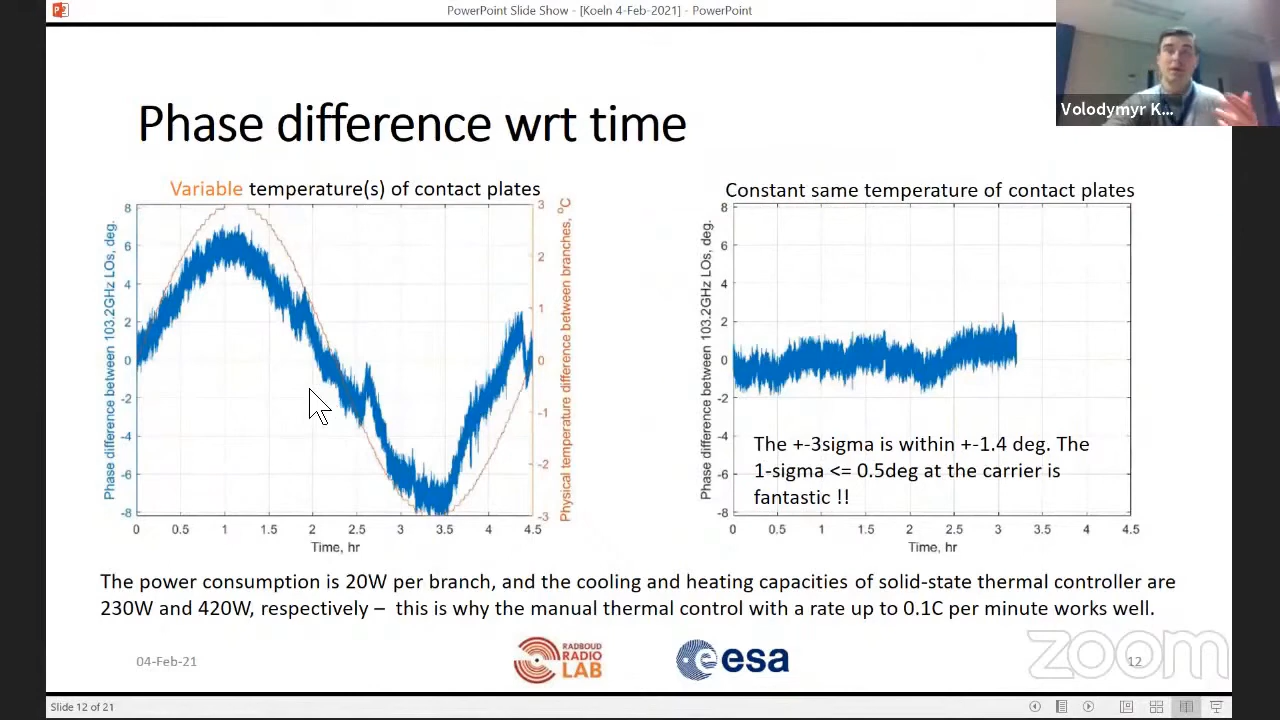 PowerPoint Slide Show - [Koeln 4-Feb-2021] - PowerPoint
Volodymyr K...
Phase difference wrt time
Variable temperature(s) of contact plates
Phase difference between 103.2GHz LOs, deg.
8
6
4
2
0
-2
-4
-6
-8
0 0.5 1 1.5 2 2.5 3 3.5 4 4.5
Time, hr
3
2
1
0
-1
-2
-3
Physical temperature difference between branches, °C
Constant same temperature of contact plates
Phase difference between 103.2GHz LOs, deg.
8
6
4
2
0
-2
-4
-6
-8
The +-3sigma is within +-1.4 deg. The
1-sigma <= 0.5deg at the carrier is
fantastic !!
0 0.5 1 1.5 2 2.5 3 3.5 4 4.5
Time, hr
The power consumption is 20W per branch, and the cooling and heating capacities of solid-state thermal controller are
230W and 420W, respectively – this is why the manual thermal control with a rate up to 0.1C per minute works well.
04-Feb-21
RADBOUD
RADIO
LAB
esa
zoom
12
Slide 12 of 21